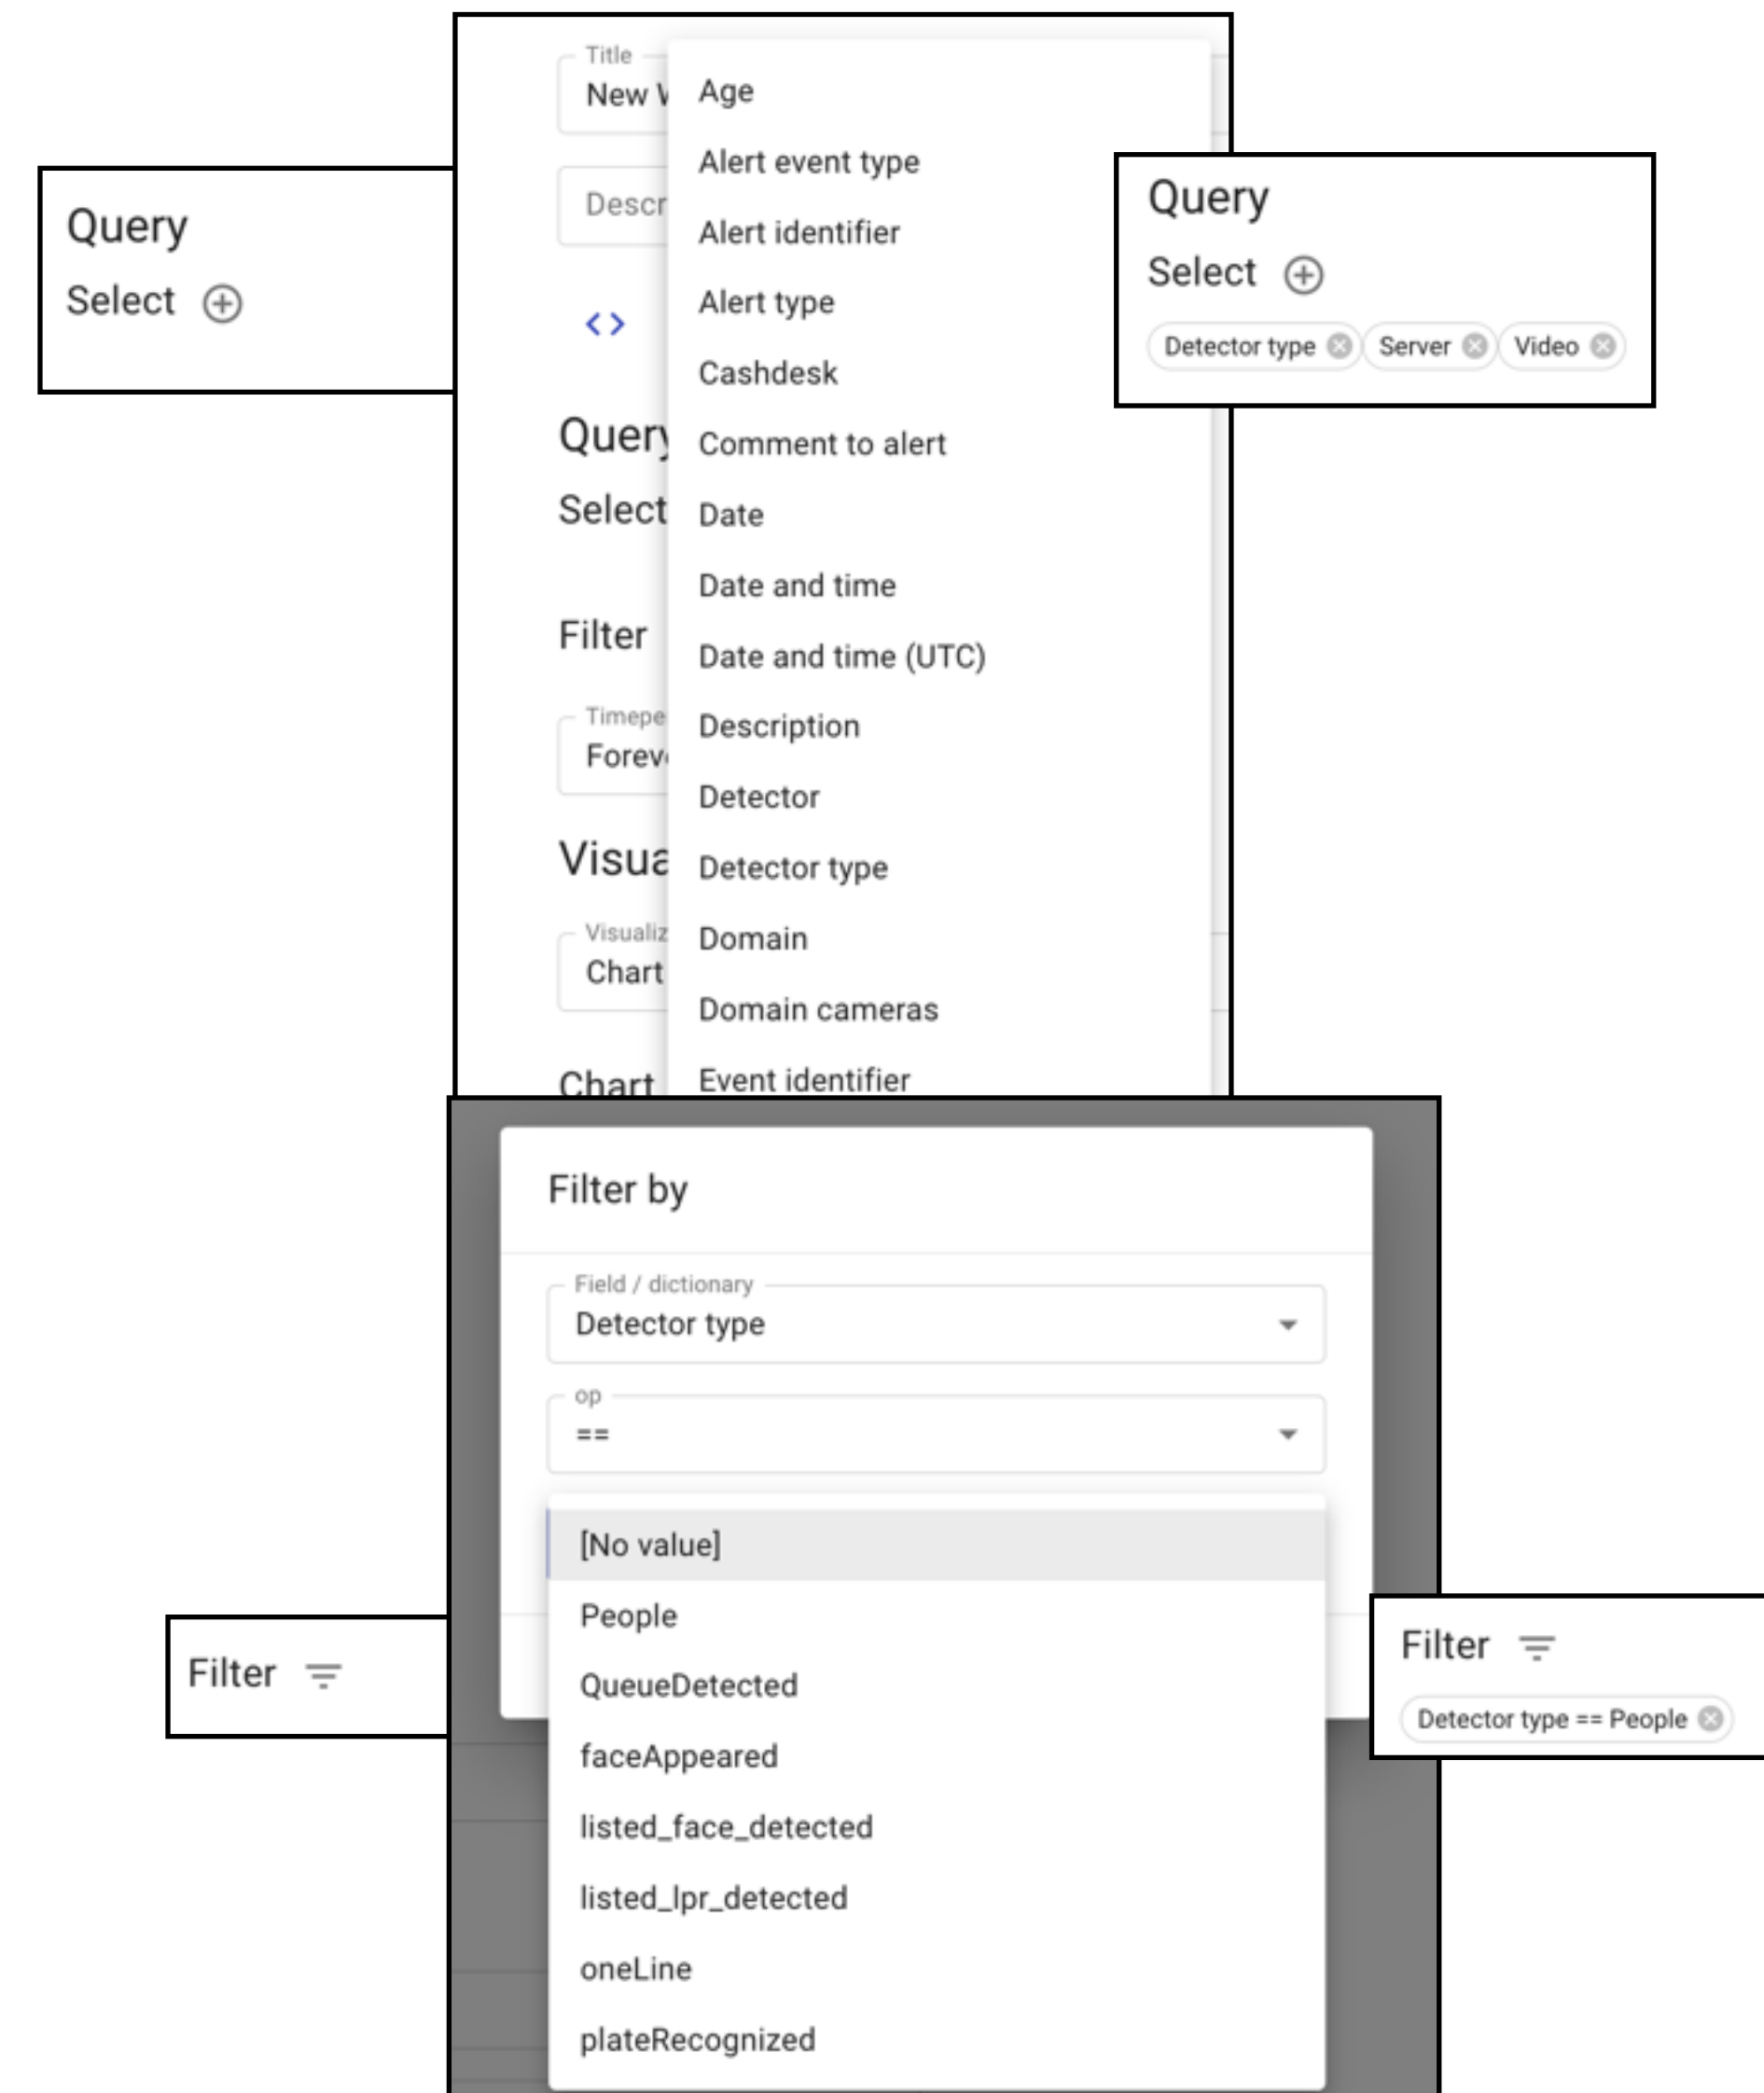 Query
Select
Title
New
Descr
< >
Query
Select
Filter
Timepe
Forev
Visua
Visualiz
Chart
Chart
Age
Alert event type
Alert identifier
Alert type
Cashdesk
Comment to alert
Date
Date and time
Date and time (UTC)
Description
Detector
Detector type
Domain
Domain cameras
Event identifier
Query
Select
Detector type Server Video
Filter
Filter by
Field / dictionary
Detector type
op
==
[No value]
People
QueueDetected
faceAppeared
listed_face_detected
listed_lpr_detected
oneLine
plateRecognized
Filter
Detector type == People